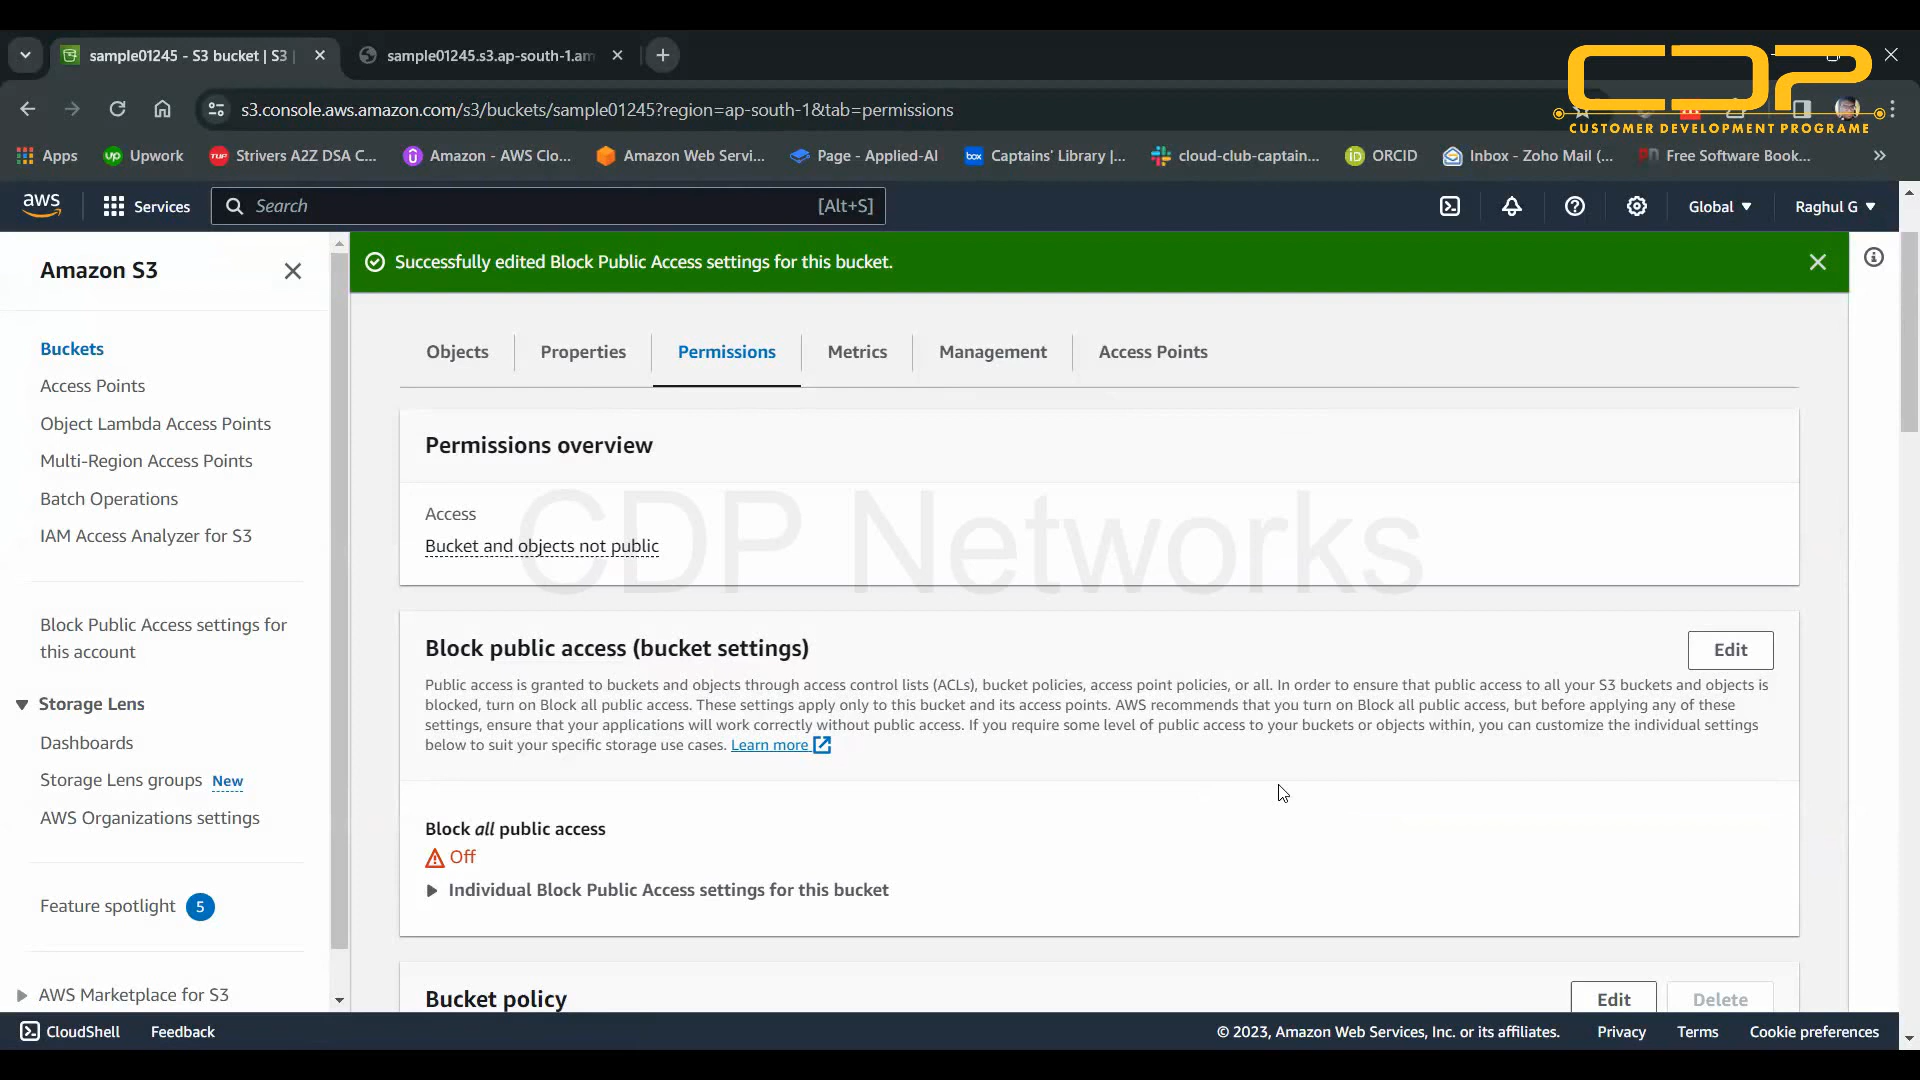 sample01245 - S3 bucket | S3 |
sample01245.s3.ap-south-1.am
s3.console.aws.amazon.com/s3/buckets/sample01245?region=ap-south-1&tab=permissions
CDP
CUSTOMER DEVELOPMENT PROGRAME
Apps
Upwork
Strivers A2Z DSA C...
Amazon - AWS Clo...
Amazon Web Servi...
Page - Applied-AI
Captains' Library |...
cloud-club-captain...
ORCID
Inbox - Zoho Mail (...
Free Software Book...
aws
Services
Search
[Alt+S]
Global
Raghul G
Amazon S3
Buckets
Access Points
Object Lambda Access Points
Multi-Region Access Points
Batch Operations
IAM Access Analyzer for S3
Block Public Access settings for
this account
Storage Lens
Dashboards
Storage Lens groups New
AWS Organizations settings
Feature spotlight 5
AWS Marketplace for S3
Successfully edited Block Public Access settings for this bucket.
Objects
Properties
Permissions
Metrics
Management
Access Points
Permissions overview
Access
Bucket and objects not public
CDP Networks
Block public access (bucket settings)
Edit
Public access is granted to buckets and objects through access control lists (ACLs), bucket policies, access point policies, or all. In order to ensure that public access to all your S3 buckets and objects is
blocked, turn on Block all public access. These settings apply only to this bucket and its access points. AWS recommends that you turn on Block all public access, but before applying any of these
settings, ensure that your applications will work correctly without public access. If you require some level of public access to your buckets or objects within, you can customize the individual settings
below to suit your specific storage use cases. Learn more
Block all public access
Off
Individual Block Public Access settings for this bucket
Bucket policy
Edit
Delete
CloudShell
Feedback
© 2023, Amazon Web Services, Inc. or its affiliates.
Privacy
Terms
Cookie preferences